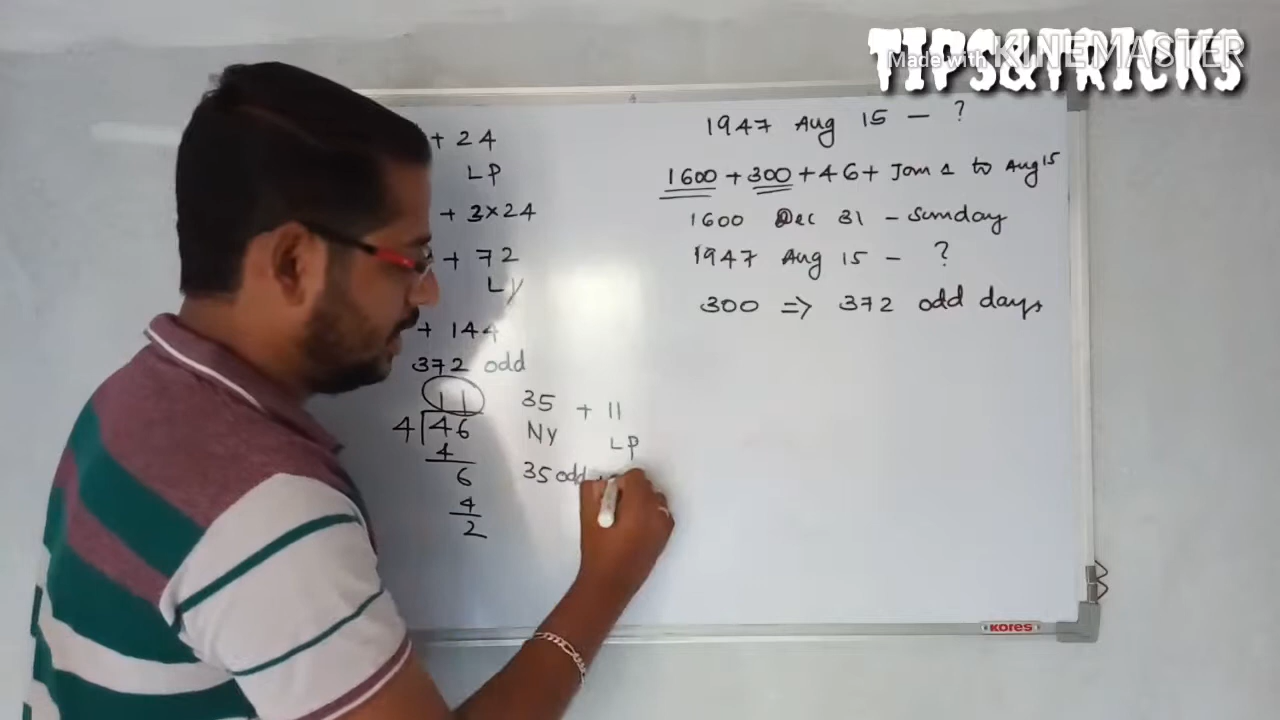 TIPS&TRICKS
Made with KINEMASTER
+ 24
LP
+ 3×24
+ 72
Ly
+ 144
372 odd
11
4 46
4
6
4
2
35 + 11
Ny LP
35 odd
1947 Aug 15 – ?
1600 + 300 + 46 + Jan 1 to Aug 15
1600 Dec 31 – Sunday
1947 Aug 15 – ?
300 => 372 odd days
kores